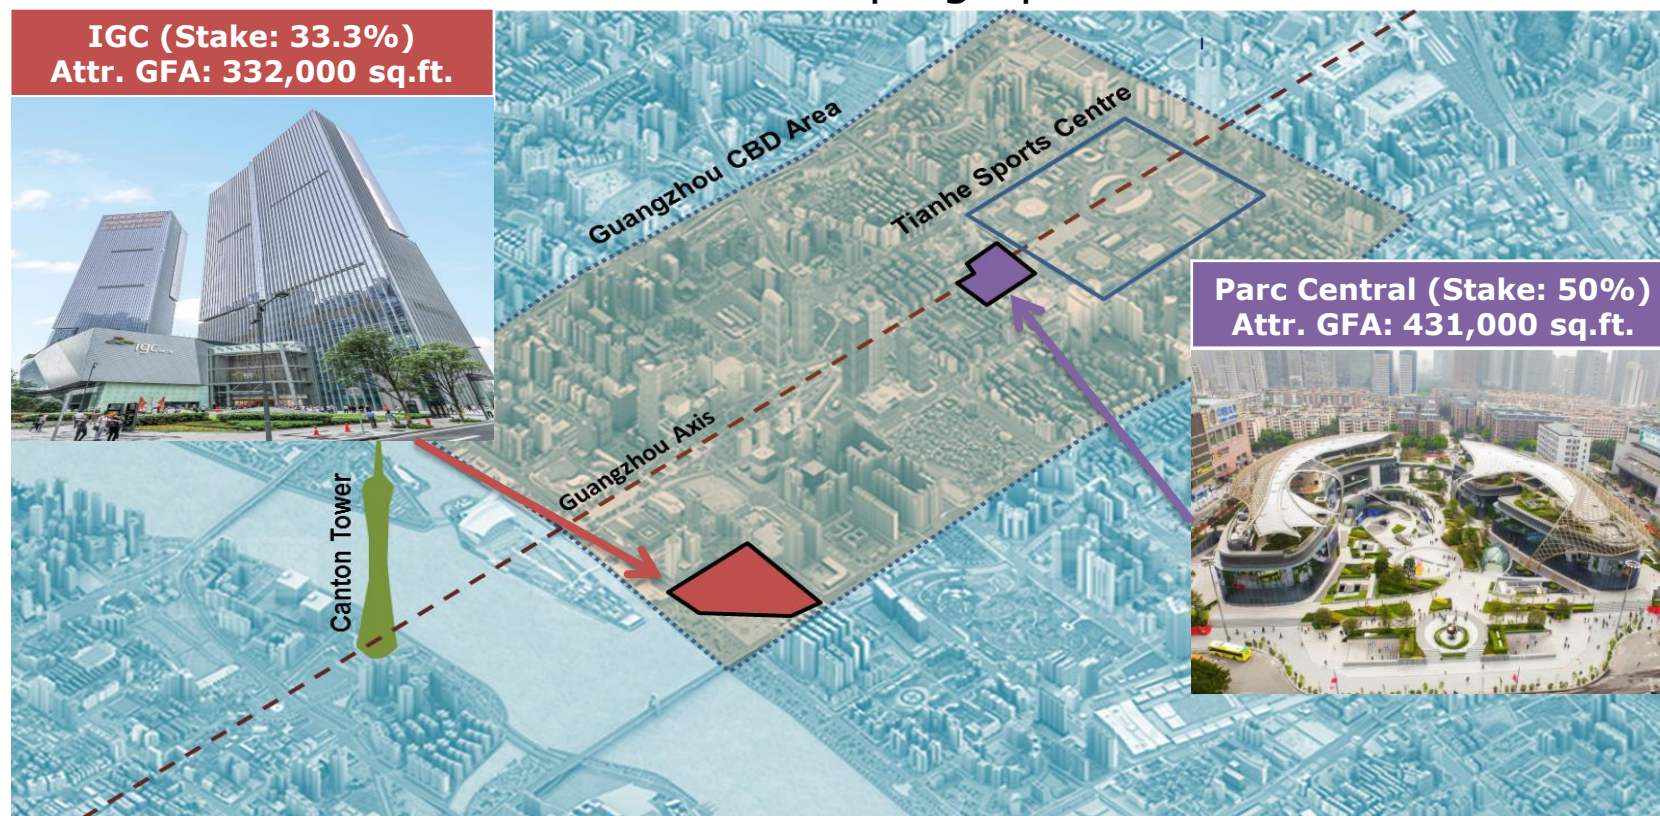 IGC (Stake: 33.3%)
Attr. GFA: 332,000 sq.ft.
Guangzhou CBD Area
Tianhe Sports Centre
Parc Central (Stake: 50%)
Attr. GFA: 431,000 sq.ft.
IGC
Guangzhou Axis
Canton Tower